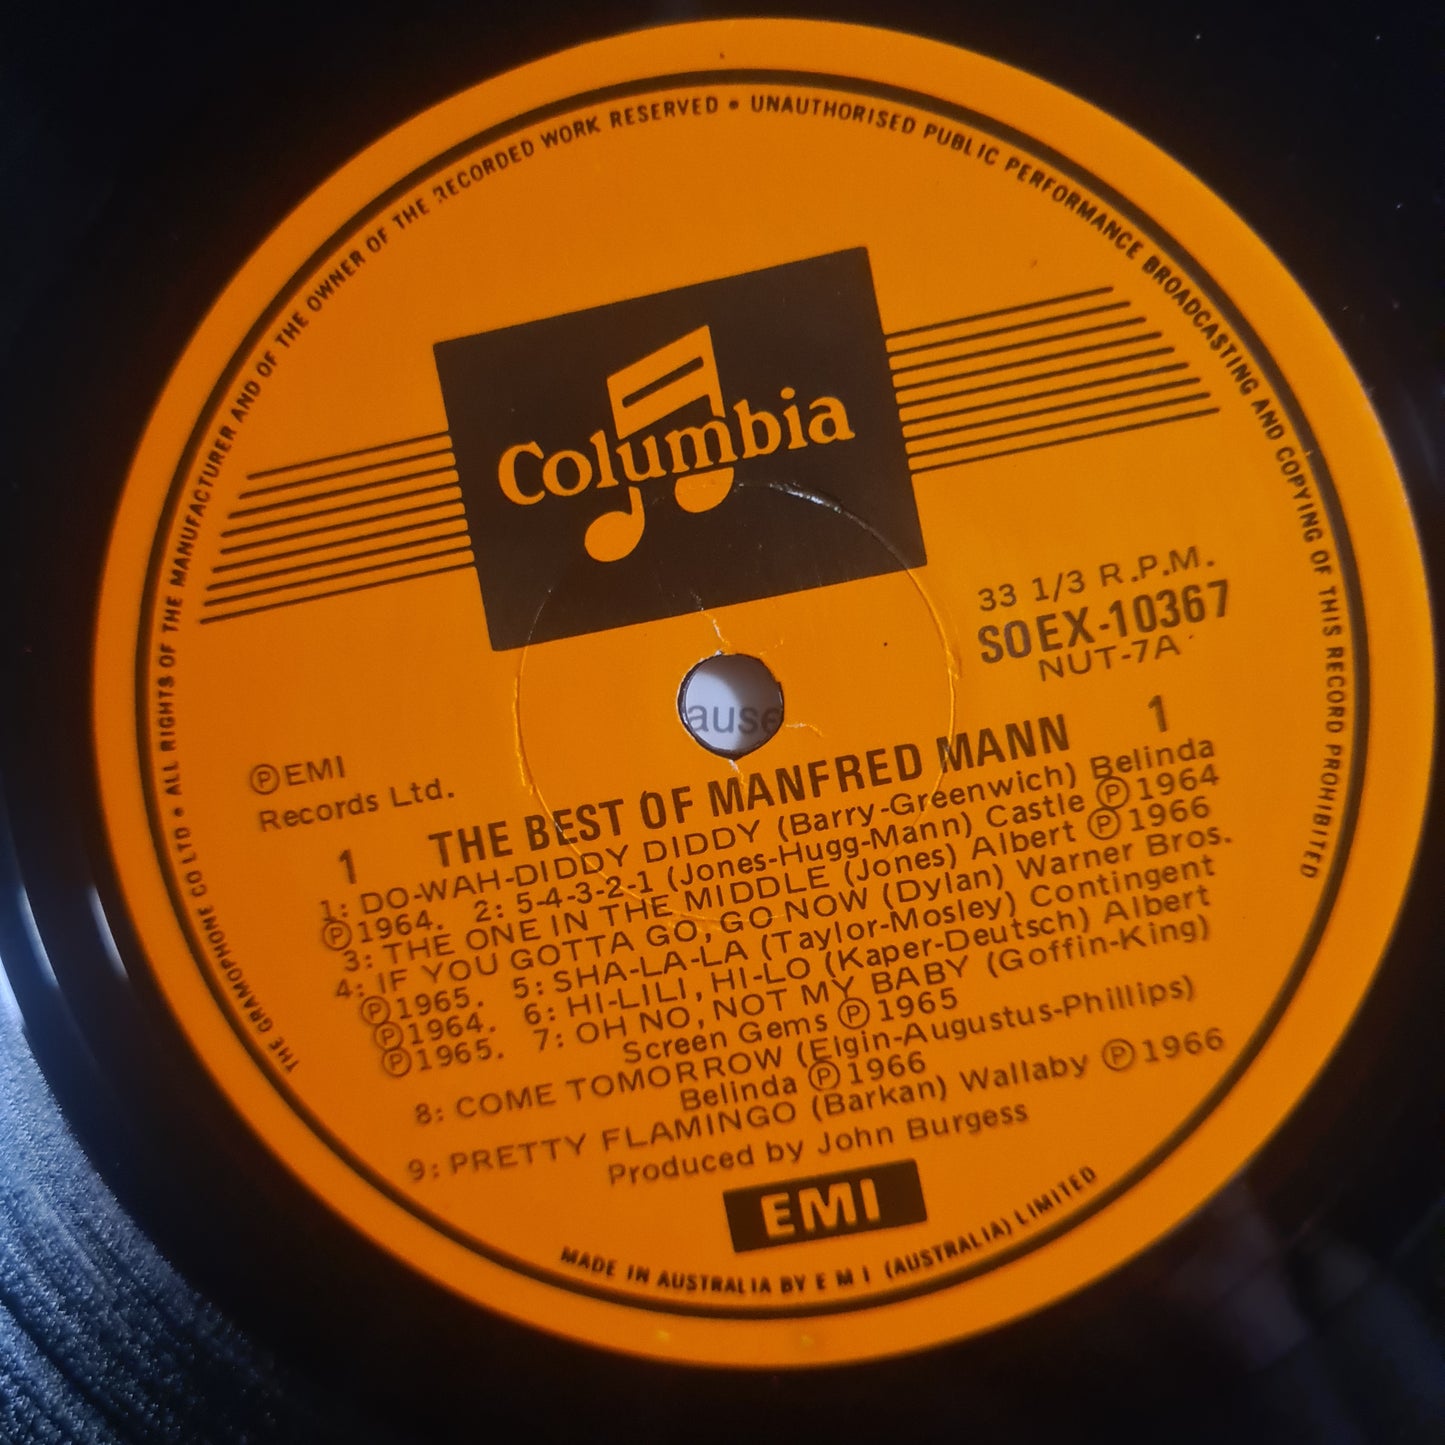 THE GRAMOPHONE CO LTD • ALL RIGHTS OF THE MANUFACTURER AND OF THE OWNER OF THE RECORDED WORK RESERVED • UNAUTHORISED PUBLIC PERFORMANCE BROADCASTING AND COPYING OF THIS RECORD PROHIBITED
Columbia
33 1/3 R.P.M.
SOEX-10367
NUT-7A
ause
Ⓟ EMI
Records Ltd.
1 THE BEST OF MANFRED MANN 1
1: DO-WAH-DIDDY DIDDY (Barry-Greenwich) Belinda
Ⓟ 1964. 2: 5-4-3-2-1 (Jones-Hugg-Mann) Castle Ⓟ 1964
3: THE ONE IN THE MIDDLE (Jones) Albert Ⓟ 1966
4: IF YOU GOTTA GO, GO NOW (Dylan) Warner Bros.
Ⓟ 1965. 5: SHA-LA-LA (Taylor-Mosley) Contingent
Ⓟ 1964. 6: HI-LILI, HI-LO (Kaper-Deutsch) Albert
Ⓟ 1965. 7: OH NO, NOT MY BABY (Goffin-King)
Screen Gems Ⓟ 1965
8: COME TOMORROW (Elgin-Augustus-Phillips)
Belinda Ⓟ 1966
9: PRETTY FLAMINGO (Barkan) Wallaby Ⓟ 1966
Produced by John Burgess
EMI
MADE IN AUSTRALIA BY E M I (AUSTRALIA) LIMITED